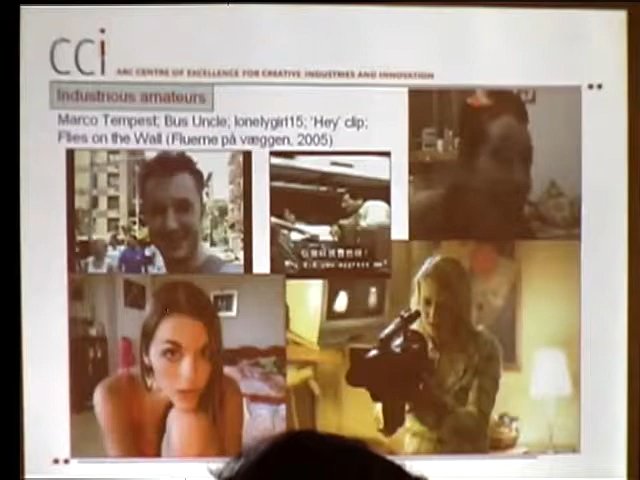 cci
ARC CENTRE OF EXCELLENCE FOR CREATIVE INDUSTRIES AND INNOVATION
Industrious amateurs
Marco Tempest; Bus Uncle; lonelygirl15; 'Hey' clip;
Flies on the Wall (Fluerne på væggen, 2005)